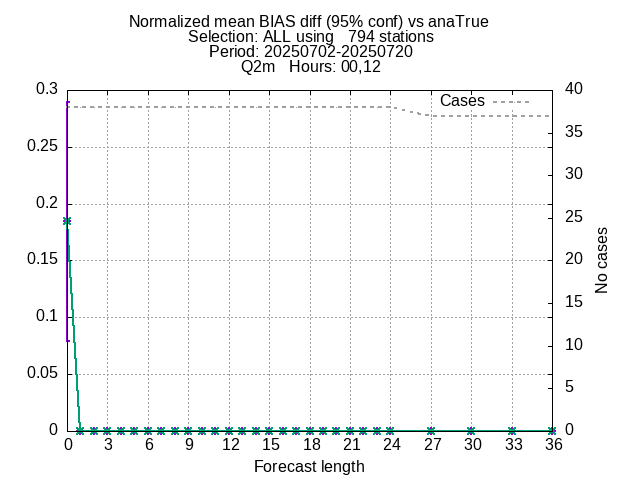 Normalized mean BIAS diff (95% conf) vs anaTrue
Selection: ALL using   794 stations
Period: 20250702-20250720
Q2m   Hours: 00,12
Cases
0.3
0.25
0.2
0.15
0.1
0.05
0
40
35
30
25
20
15
10
5
0
No cases
0 3 6 9 12 15 18 21 24 27 30 33 36
Forecast length